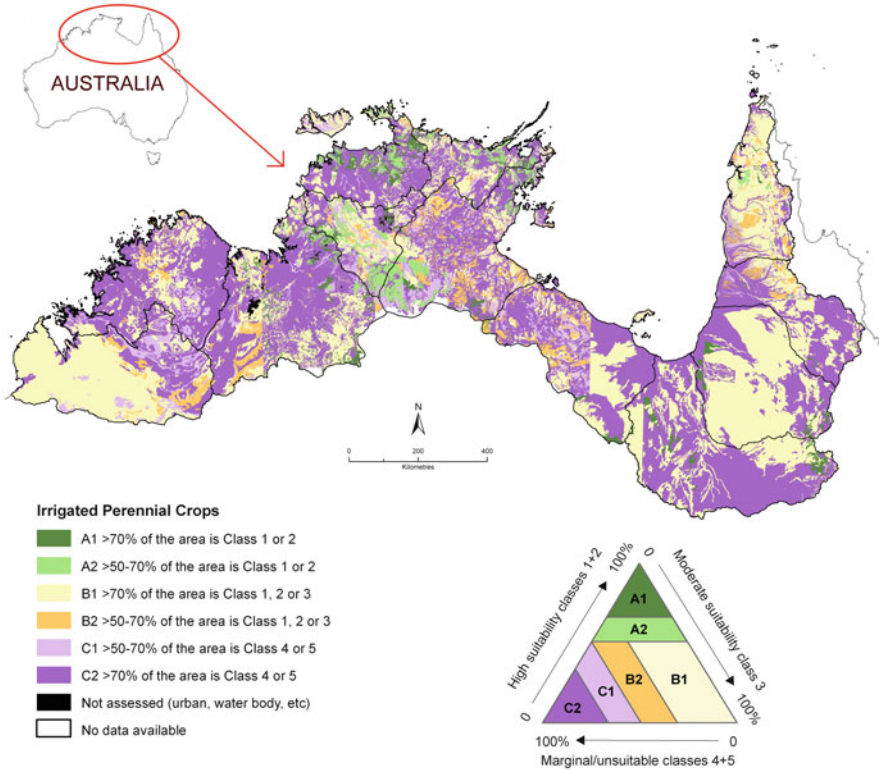 AUSTRALIA
N
0 200 400
Kilometres
Irrigated Perennial Crops
A1 >70% of the area is Class 1 or 2
A2 >50-70% of the area is Class 1 or 2
B1 >70% of the area is Class 1, 2 or 3
B2 >50-70% of the area is Class 1, 2 or 3
C1 >50-70% of the area is Class 4 or 5
C2 >70% of the area is Class 4 or 5
Not assessed (urban, water body, etc)
No data available
High suitability classes 1+2
100%
0
Moderate suitability class 3
0
100%
A1
A2
B1
B2
C1
C2
100% 0
Marginal/unsuitable classes 4+5